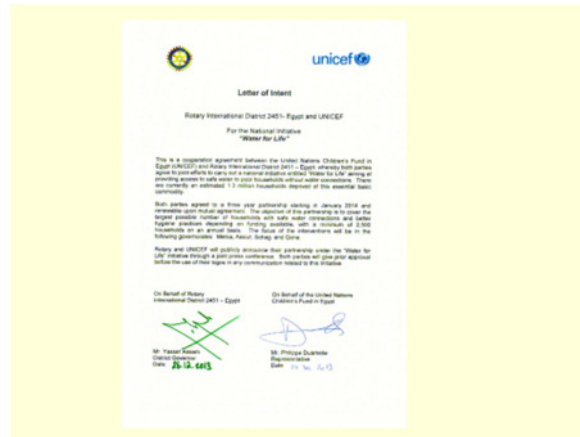 unicef
Letter of Intent
Rotary International District 2451- Egypt and UNICEF
For the National Initiative
"Water for Life"
This is a cooperation agreement between the United Nations Children's Fund in
Egypt (UNICEF) and Rotary International District 2451 – Egypt whereby both parties
agree to join efforts to carry out a national initiative entitled 'Water for Life' aiming at
providing access to safe water to poor households without water connections. There
are currently an estimated 1.3 million households deprived of this essential basic
commodity.
Both parties agreed to a three year partnership starting in January 2014 and
renewable upon mutual agreement. The objective of this partnership is to cover the
largest possible number of households with safe water connections and better
hygiene practices depending on funding available, with a minimum of 2,500
households on an annual basis. The focus of the interventions will be in the
following governorates: Menia, Assiut, Sohag, and Qena.
Rotary and UNICEF will publicly announce their partnership under the "Water for
Life" initiative through a joint press conference. Both parties will give prior approval
before the use of their logos in any communication related to this initiative.
On Behalf of Rotary
International District 2451 – Egypt
On Behalf of the United Nations
Children's Fund in Egypt
Mr. Yasser Assem
District Governor
Date 26.12.2013
Mr. Philippe Duamelle
Representative
Date 2013